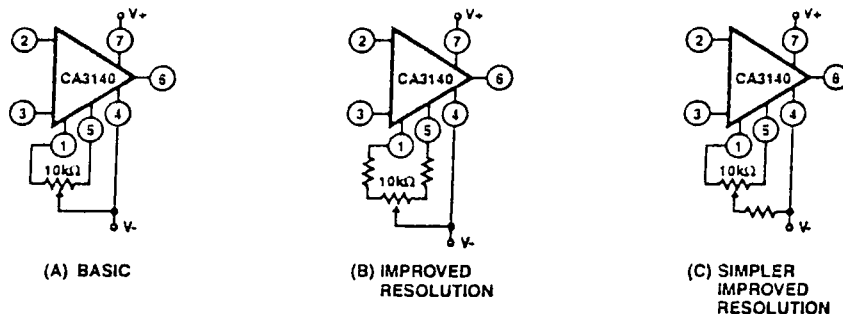 V+
2
7
CA3140
6
3
5
4
1
10kΩ
V-
(A) BASIC
V+
2
7
CA3140
6
3
5
4
1
10kΩ
V-
(B) IMPROVED
RESOLUTION
V+
2
7
CA3140
6
3
5
4
1
10kΩ
V-
(C) SIMPLER
IMPROVED
RESOLUTION